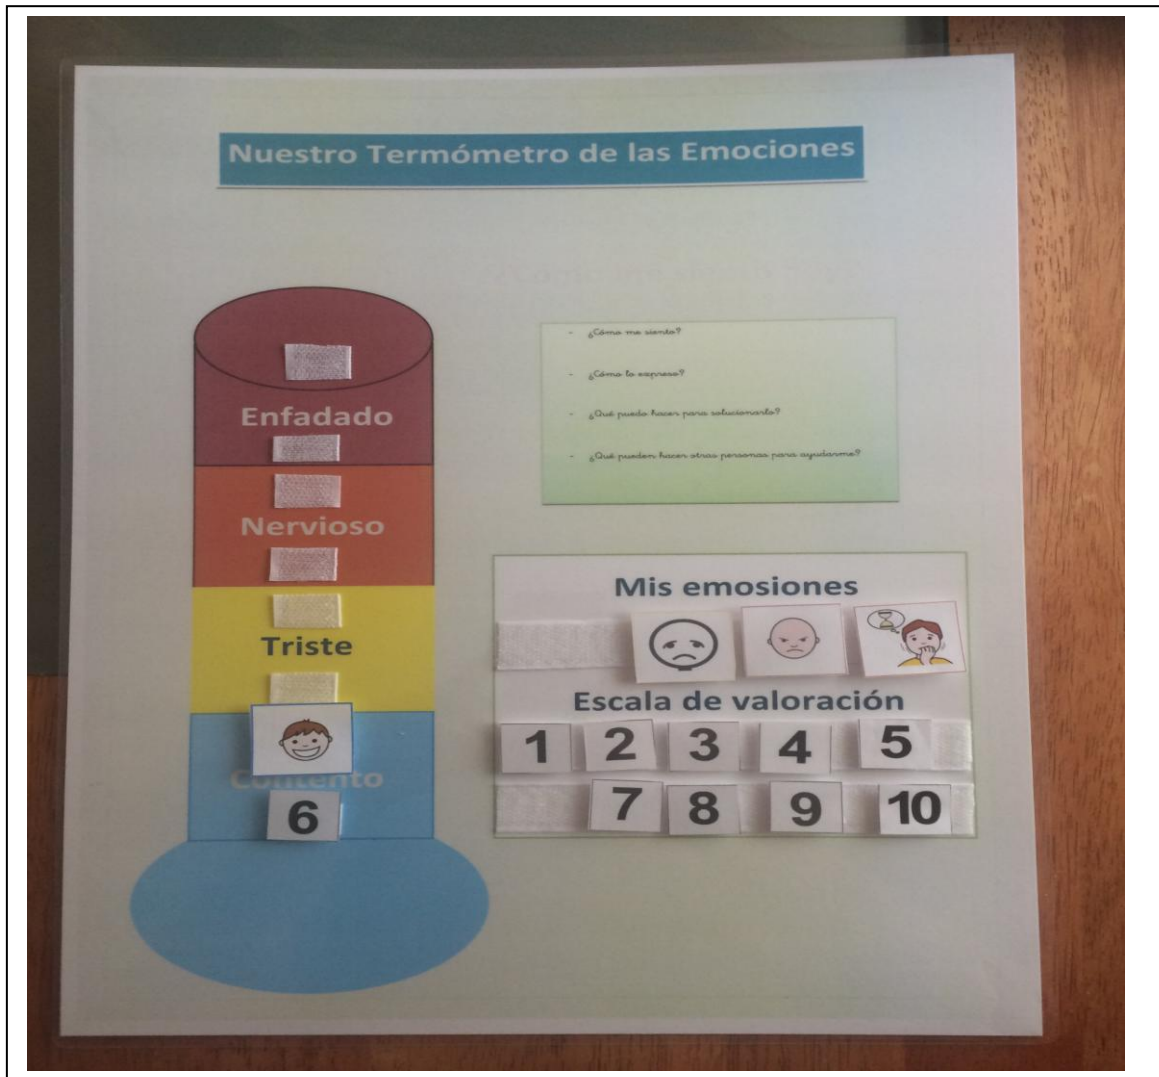 Nuestro Termómetro de las Emociones
- ¿Cómo me siento?
- ¿Cómo lo expreso?
- ¿Qué puedo hacer para solucionarlo?
- ¿Qué pueden hacer otras personas para ayudarme?
Enfadado
Nervioso
Triste
Contento
6
Mis emosiones
Escala de valoración
1 2 3 4 5
7 8 9 10